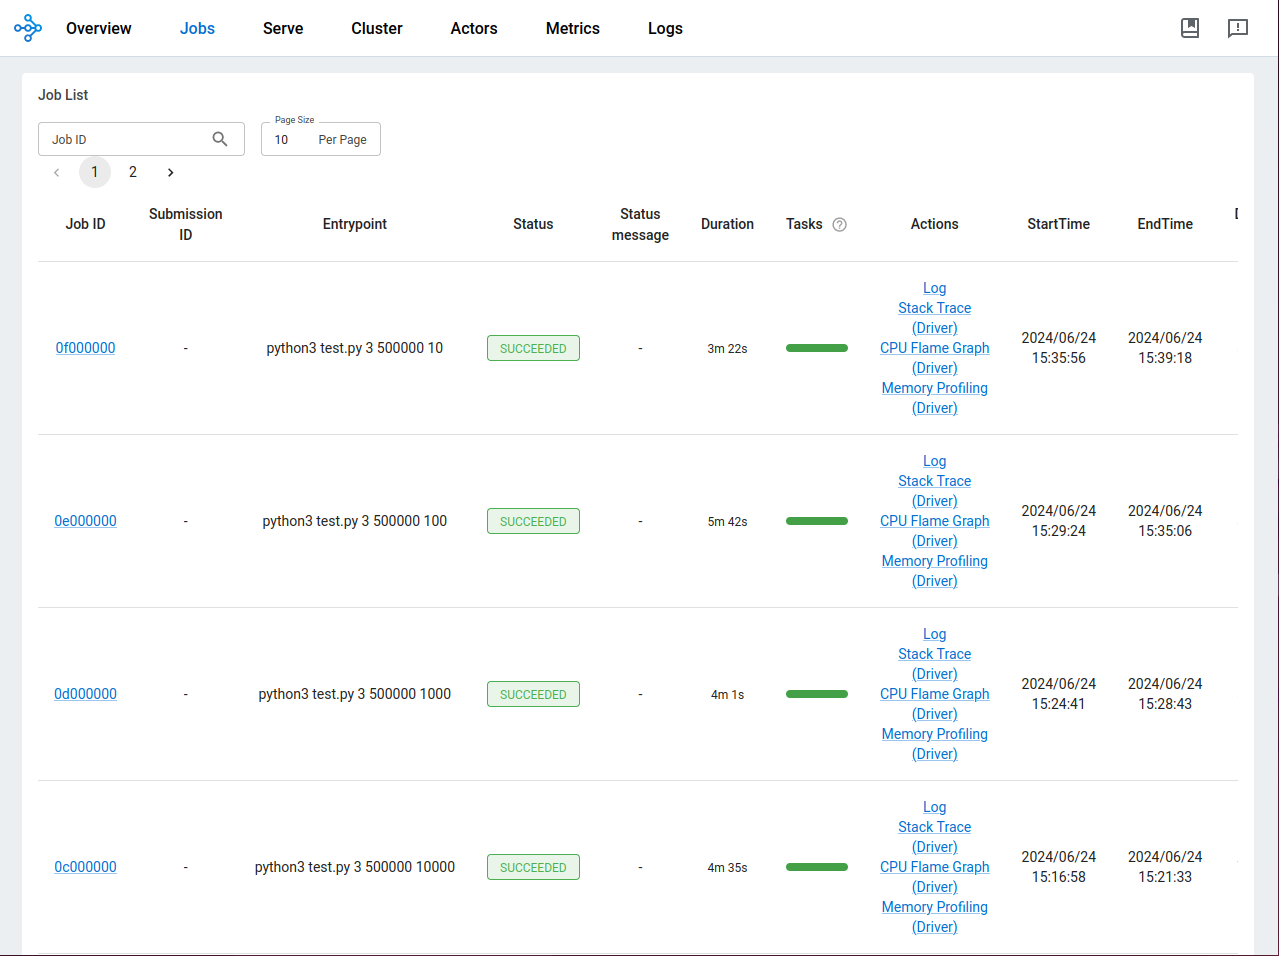 Overview Jobs Serve Cluster Actors Metrics Logs
Job List
Page Size
Job ID 10 Per Page
1 2
Job ID Submission ID Entrypoint Status Status message Duration Tasks Actions StartTime EndTime
0f000000 - python3 test.py 3 500000 10 SUCCEEDED - 3m 22s
Log
Stack Trace
(Driver)
CPU Flame Graph
(Driver)
Memory Profiling
(Driver)
2024/06/24
15:35:56
2024/06/24
15:39:18
0e000000 - python3 test.py 3 500000 100 SUCCEEDED - 5m 42s
Log
Stack Trace
(Driver)
CPU Flame Graph
(Driver)
Memory Profiling
(Driver)
2024/06/24
15:29:24
2024/06/24
15:35:06
0d000000 - python3 test.py 3 500000 1000 SUCCEEDED - 4m 1s
Log
Stack Trace
(Driver)
CPU Flame Graph
(Driver)
Memory Profiling
(Driver)
2024/06/24
15:24:41
2024/06/24
15:28:43
0c000000 - python3 test.py 3 500000 10000 SUCCEEDED - 4m 35s
Log
Stack Trace
(Driver)
CPU Flame Graph
(Driver)
Memory Profiling
(Driver)
2024/06/24
15:16:58
2024/06/24
15:21:33